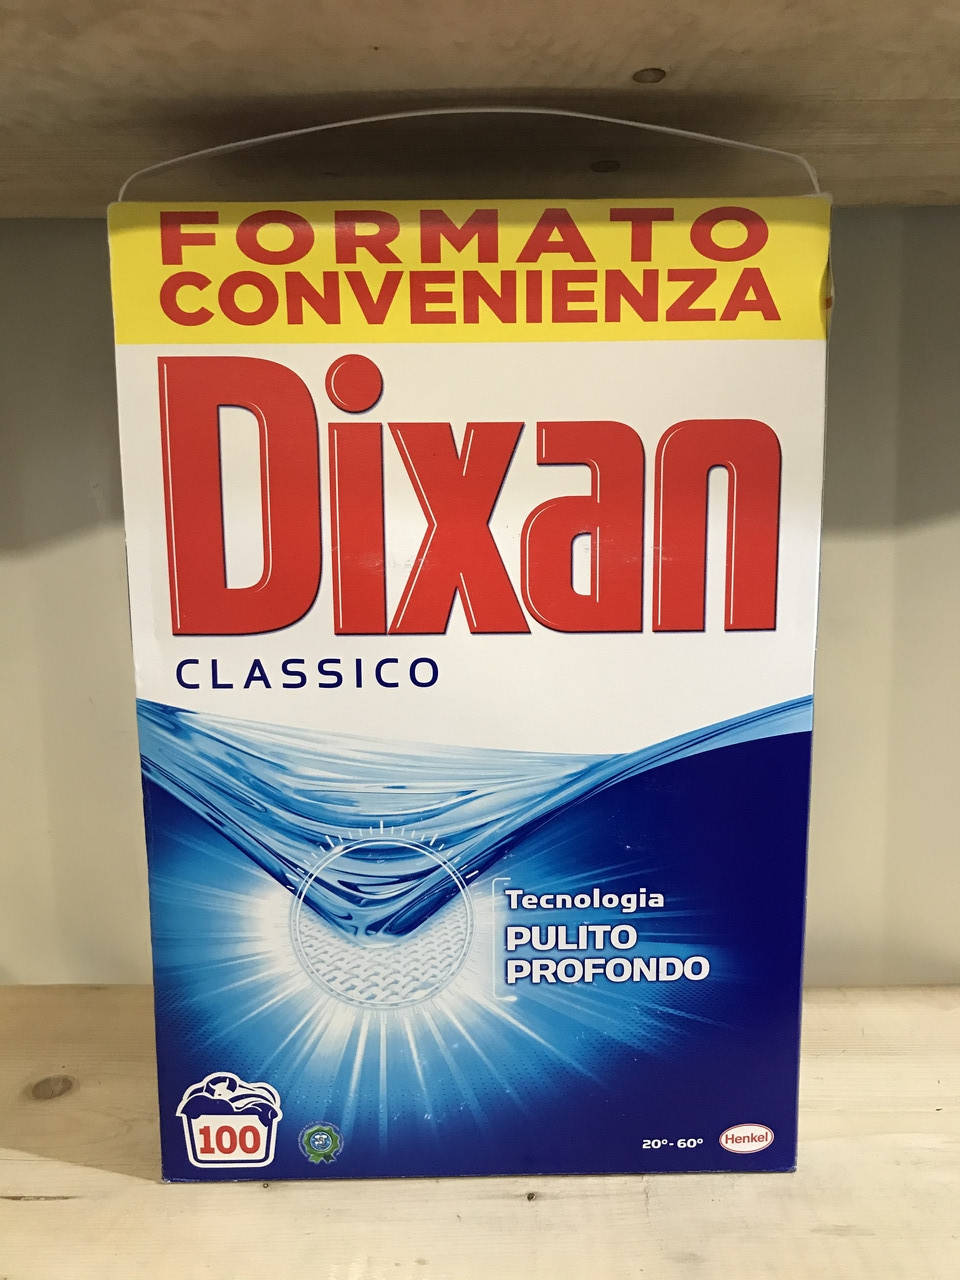 FORMATO
CONVENIENZA
Dixan
CLASSICO
Tecnologia
PULITO
PROFONDO
100
20°-60°
Henkel